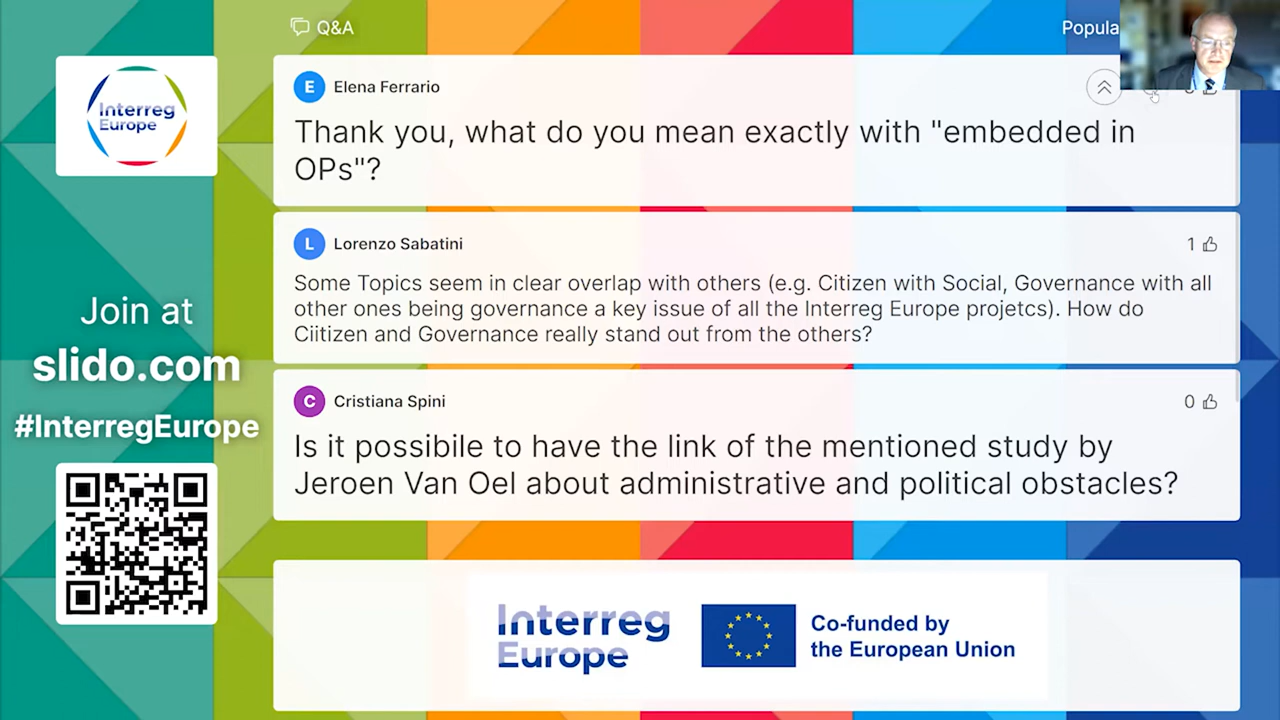 Q&A
Popula
Interreg
Europe
E
Elena Ferrario
Thank you, what do you mean exactly with "embedded in
OPs"?
L
Lorenzo Sabatini
1
Some Topics seem in clear overlap with others (e.g. Citizen with Social, Governance with all
other ones being governance a key issue of all the Interreg Europe projetcs). How do
Ciitizen and Governance really stand out from the others?
Join at
slido.com
#InterregEurope
C
Cristiana Spini
0
Is it possibile to have the link of the mentioned study by
Jeroen Van Oel about administrative and political obstacles?
Interreg
Europe
Co-funded by
the European Union